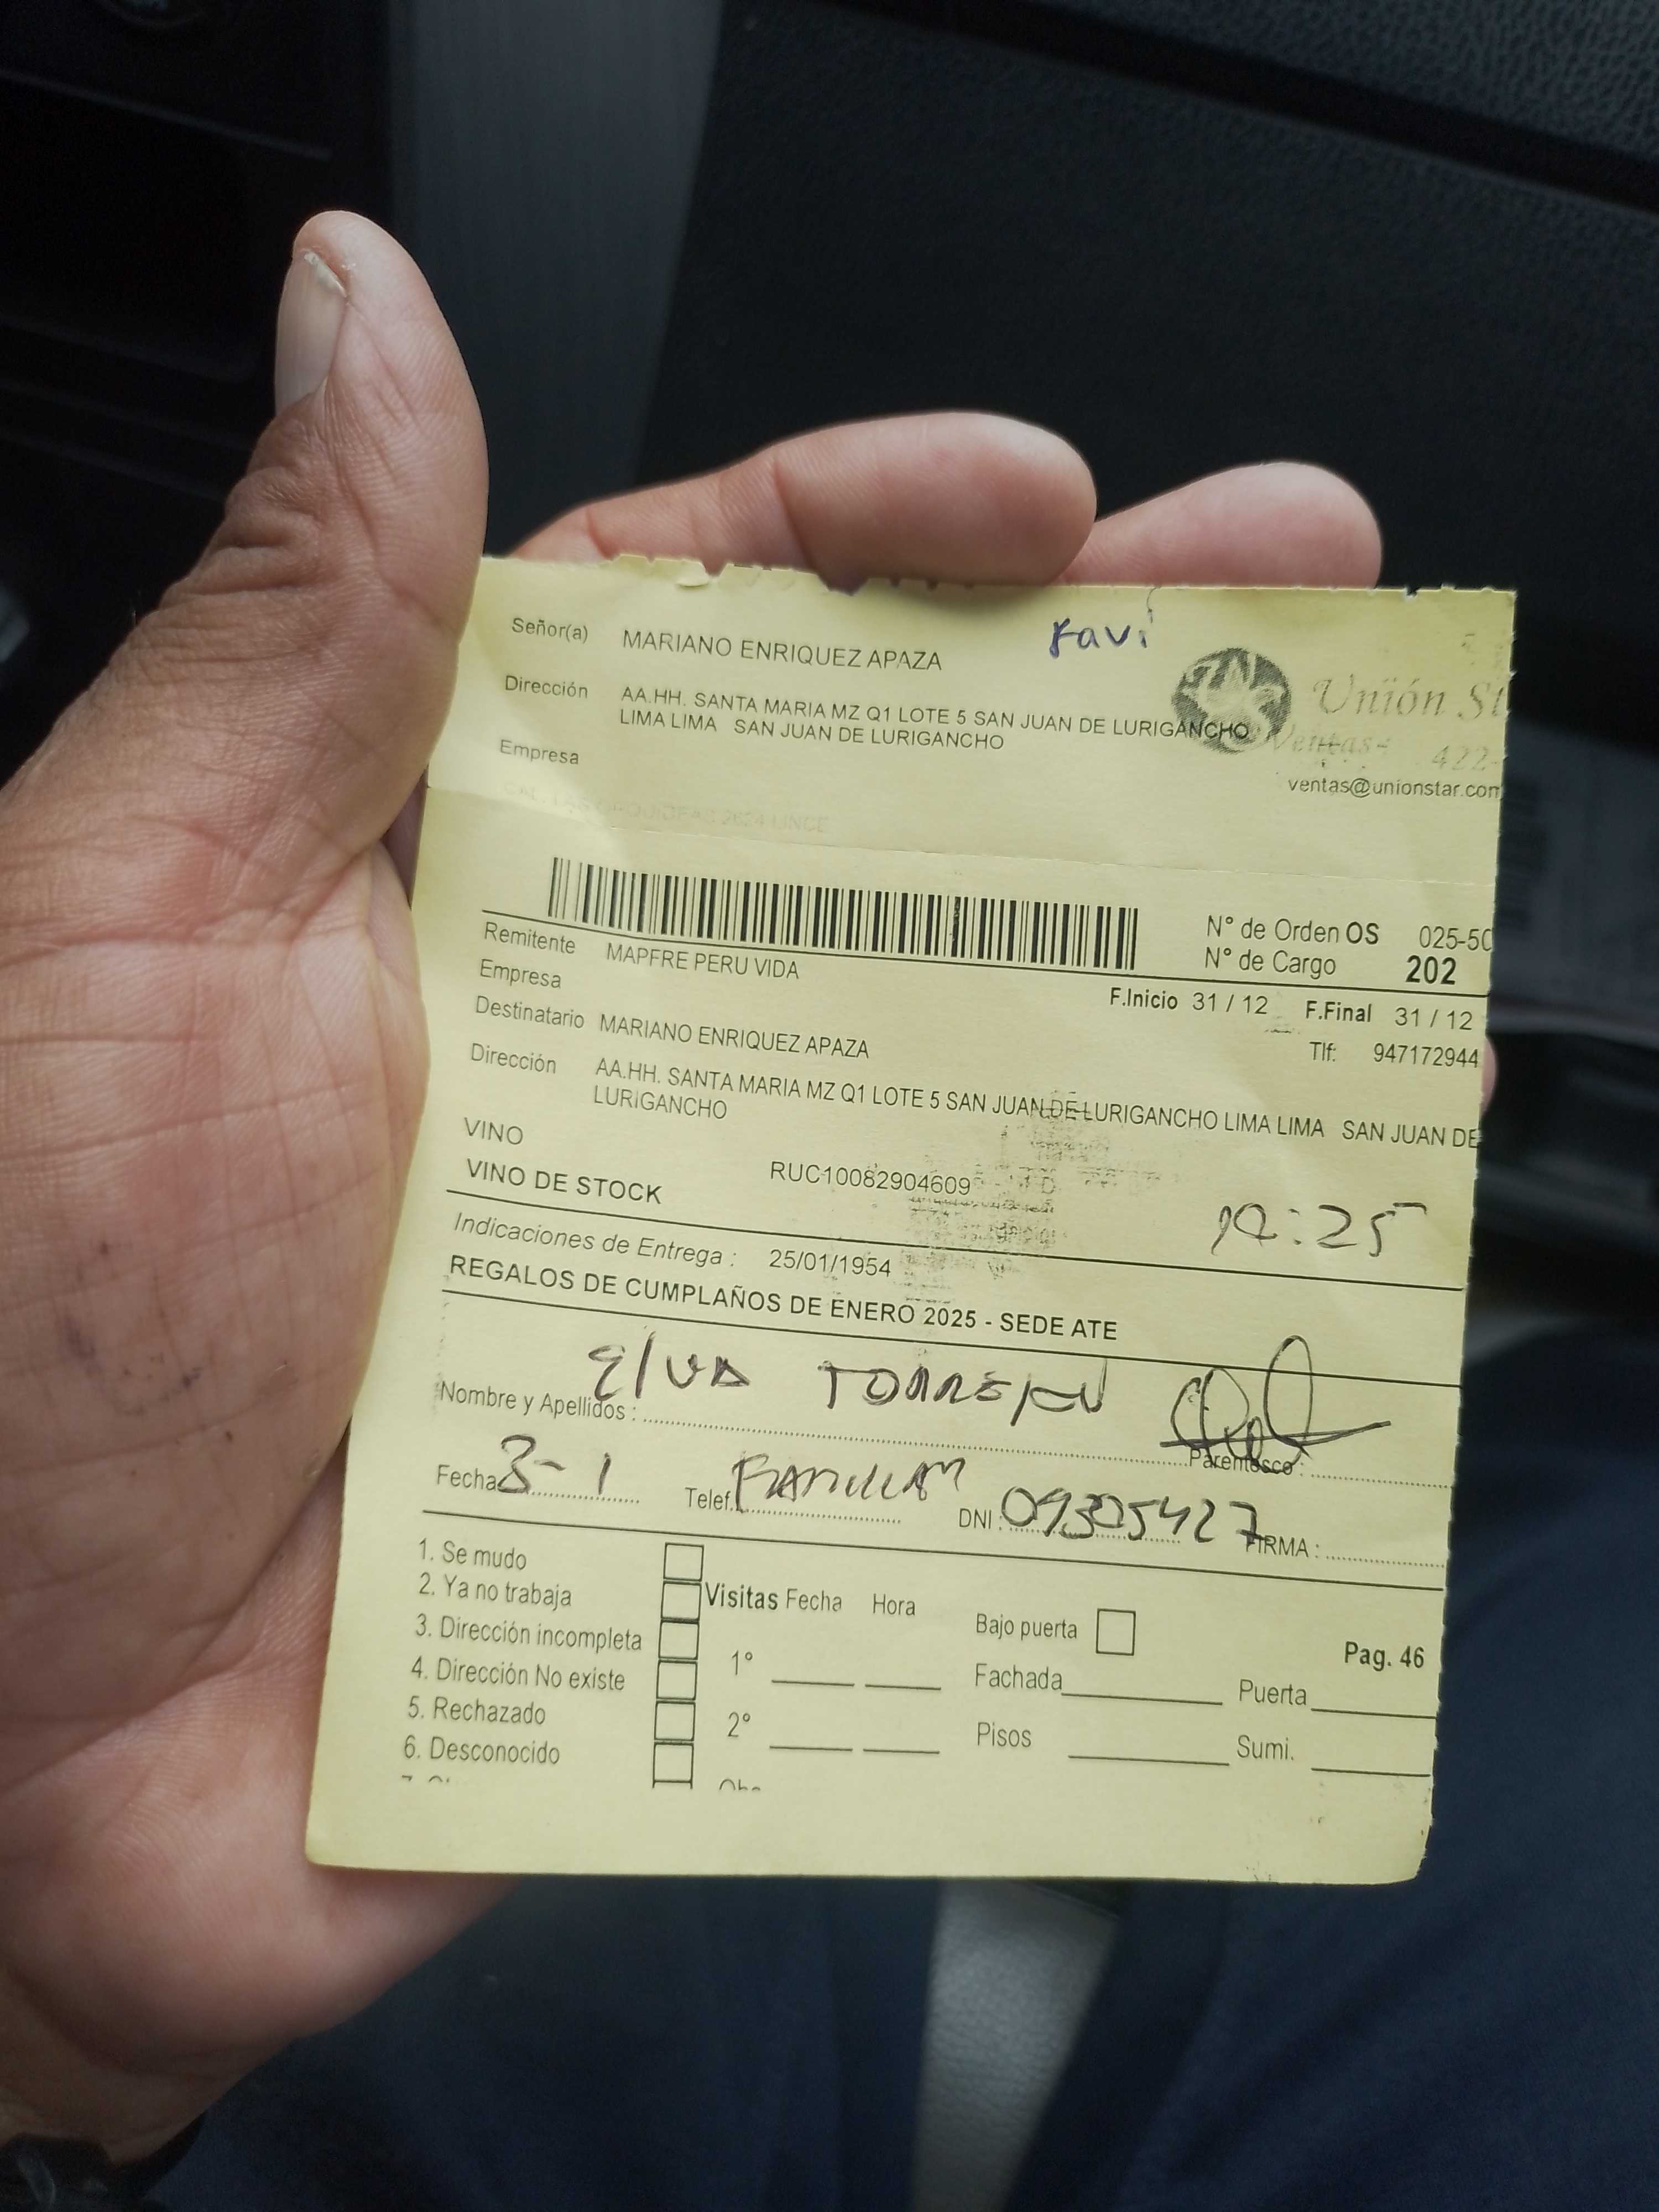 Señor(a) MARIANO ENRIQUEZ APAZA
Favi
Dirección AA.HH. SANTA MARIA MZ Q1 LOTE 5 SAN JUAN DE LURIGANCHO
LIMA LIMA SAN JUAN DE LURIGANCHO
Unión St
Ventas- 422-
ventas@unionstar.com
Empresa
2024 LINCE
N° de Orden OS 025-50
N° de Cargo 202
Remitente MAPFRE PERU VIDA
Empresa
F.Inicio 31 / 12 F.Final 31 / 12
Destinatario MARIANO ENRIQUEZ APAZA
Tlf: 947172944
Dirección AA.HH. SANTA MARIA MZ Q1 LOTE 5 SAN JUAN DE LURIGANCHO LIMA LIMA SAN JUAN DE
LURIGANCHO
VINO
VINO DE STOCK RUC10082904609
:25
Indicaciones de Entrega : 25/01/1954
REGALOS DE CUMPLAÑOS DE ENERO 2025 - SEDE ATE
Nombre y Apellidos : Elva TORREJON
Parentesco :
Fecha 3-1 Telef. FAMILIAR DNI : 09305427 FIRMA :
1. Se mudo
2. Ya no trabaja
3. Dirección incompleta
4. Dirección No existe
5. Rechazado
6. Desconocido
Visitas Fecha Hora
1°
2°
Bajo puerta
Fachada Puerta
Pisos Sumi.
Pag. 46